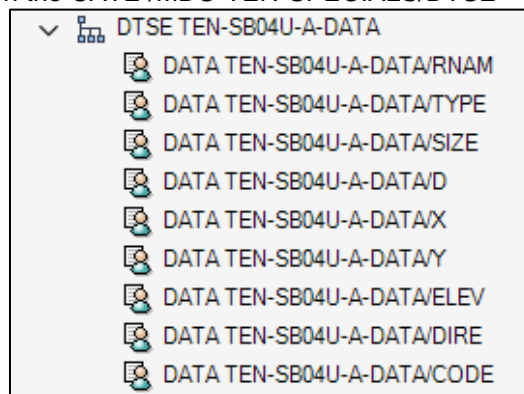 DTSE TEN-SB04U-A-DATA
DATA TEN-SB04U-A-DATA/RNAM
DATA TEN-SB04U-A-DATA/TYPE
DATA TEN-SB04U-A-DATA/SIZE
DATA TEN-SB04U-A-DATA/D
DATA TEN-SB04U-A-DATA/X
DATA TEN-SB04U-A-DATA/Y
DATA TEN-SB04U-A-DATA/ELEV
DATA TEN-SB04U-A-DATA/DIRE
DATA TEN-SB04U-A-DATA/CODE